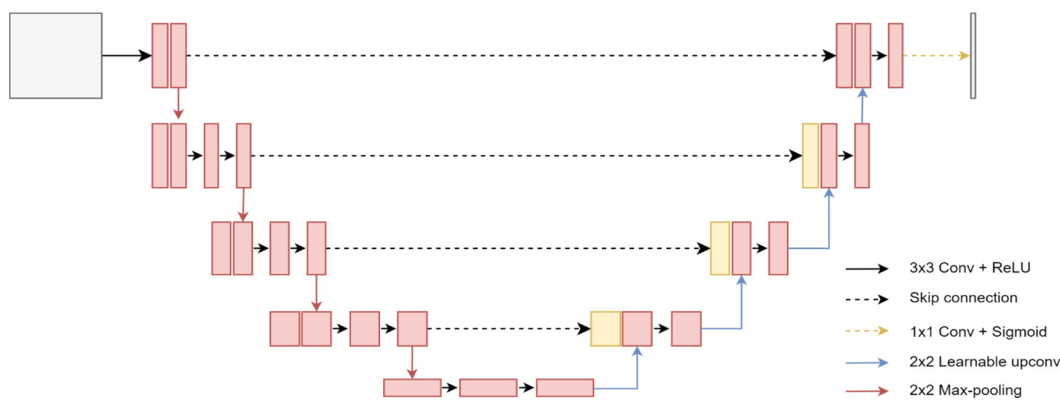 3x3 Conv + ReLU
Skip connection
1x1 Conv + Sigmoid
2x2 Learnable upconv
2x2 Max-pooling